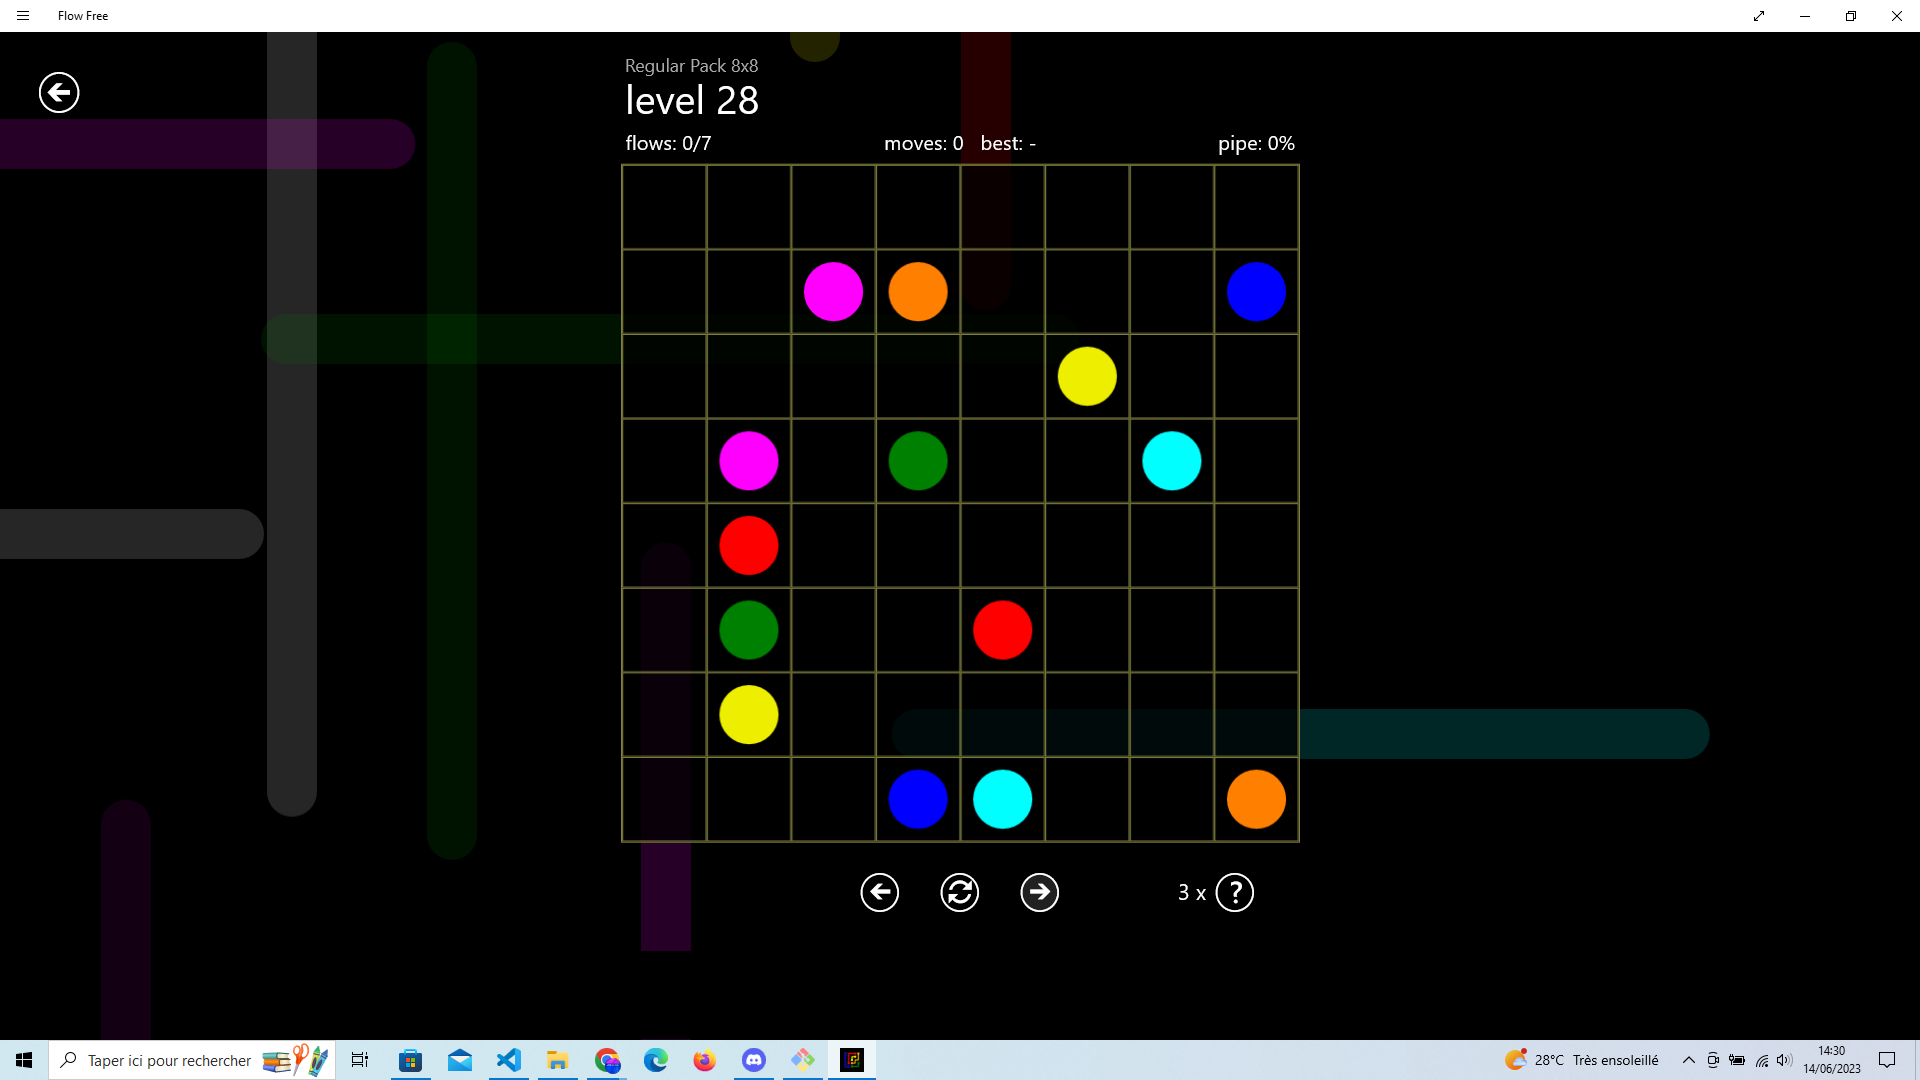 Flow Free
Regular Pack 8x8
level 28
flows: 0/7
moves: 0 best: -
pipe: 0%
3 x ?
Taper ici pour rechercher
28°C Très ensoleillé
14:30
14/06/2023